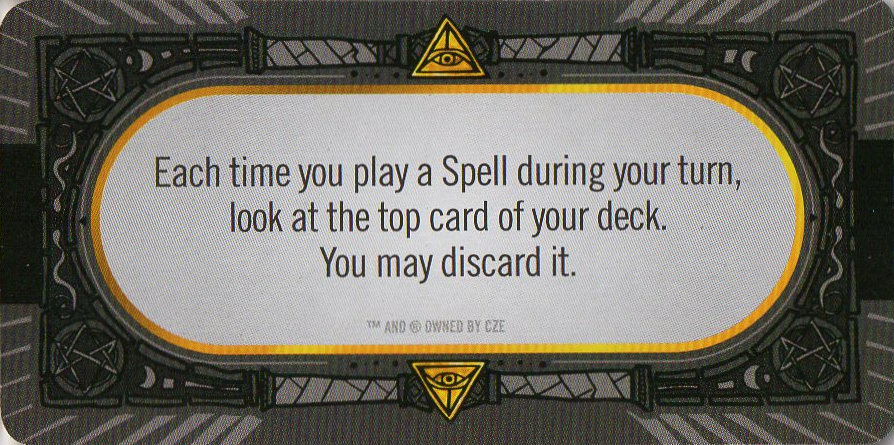 Each time you play a Spell during your turn,
look at the top card of your deck.
You may discard it.
™ AND ® OWNED BY CZE